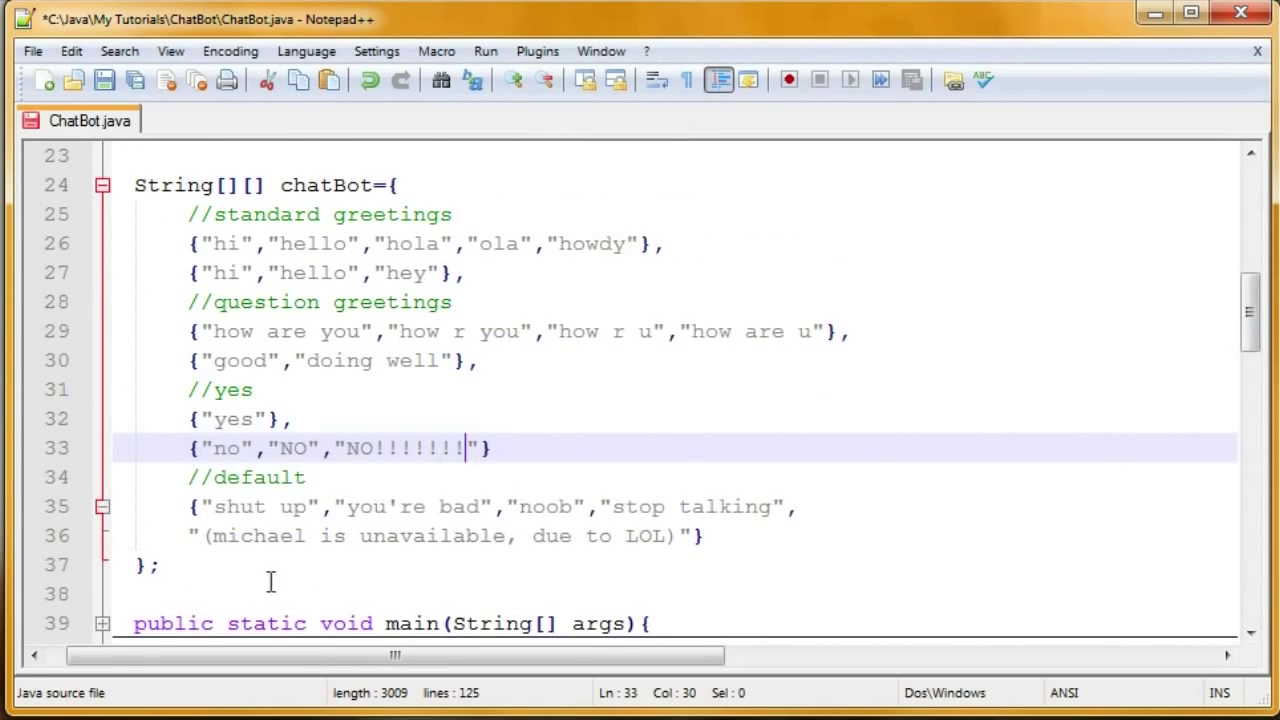 *C:\Java\My Tutorials\ChatBot\ChatBot.java - Notepad++
File Edit Search View Encoding Language Settings Macro Run Plugins Window ? X
ABC
ChatBot.java
23
24 String[][] chatBot={
25 //standard greetings
26 {"hi","hello","hola","ola","howdy"},
27 {"hi","hello","hey"},
28 //question greetings
29 {"how are you","how r you","how r u","how are u"},
30 {"good","doing well"},
31 //yes
32 {"yes"},
33 {"no","NO","NO!!!!!!!"}
34 //default
35 {"shut up","you're bad","noob","stop talking",
36 "(michael is unavailable, due to LOL)"}
37 };
38
39 public static void main(String[] args){
Java source file length : 3009 lines : 125 Ln : 33 Col : 30 Sel : 0 Dos\Windows ANSI INS